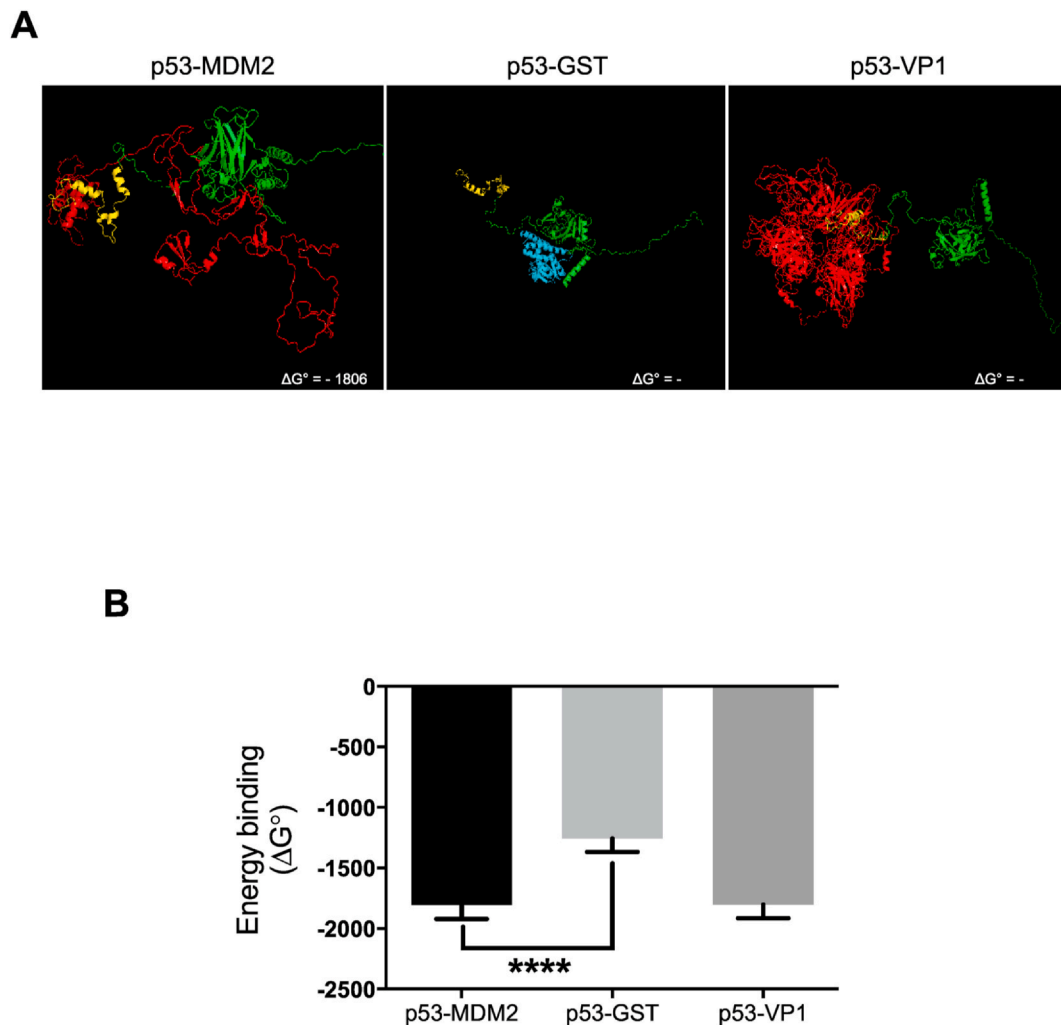 A
p53-MDM2 p53-GST p53-VP1
ΔG° = - 1806 ΔG° = - ΔG° = -
B
Energy binding
(ΔG°)
0
-500
-1000
-1500
-2000
-2500
****
p53-MDM2 p53-GST p53-VP1